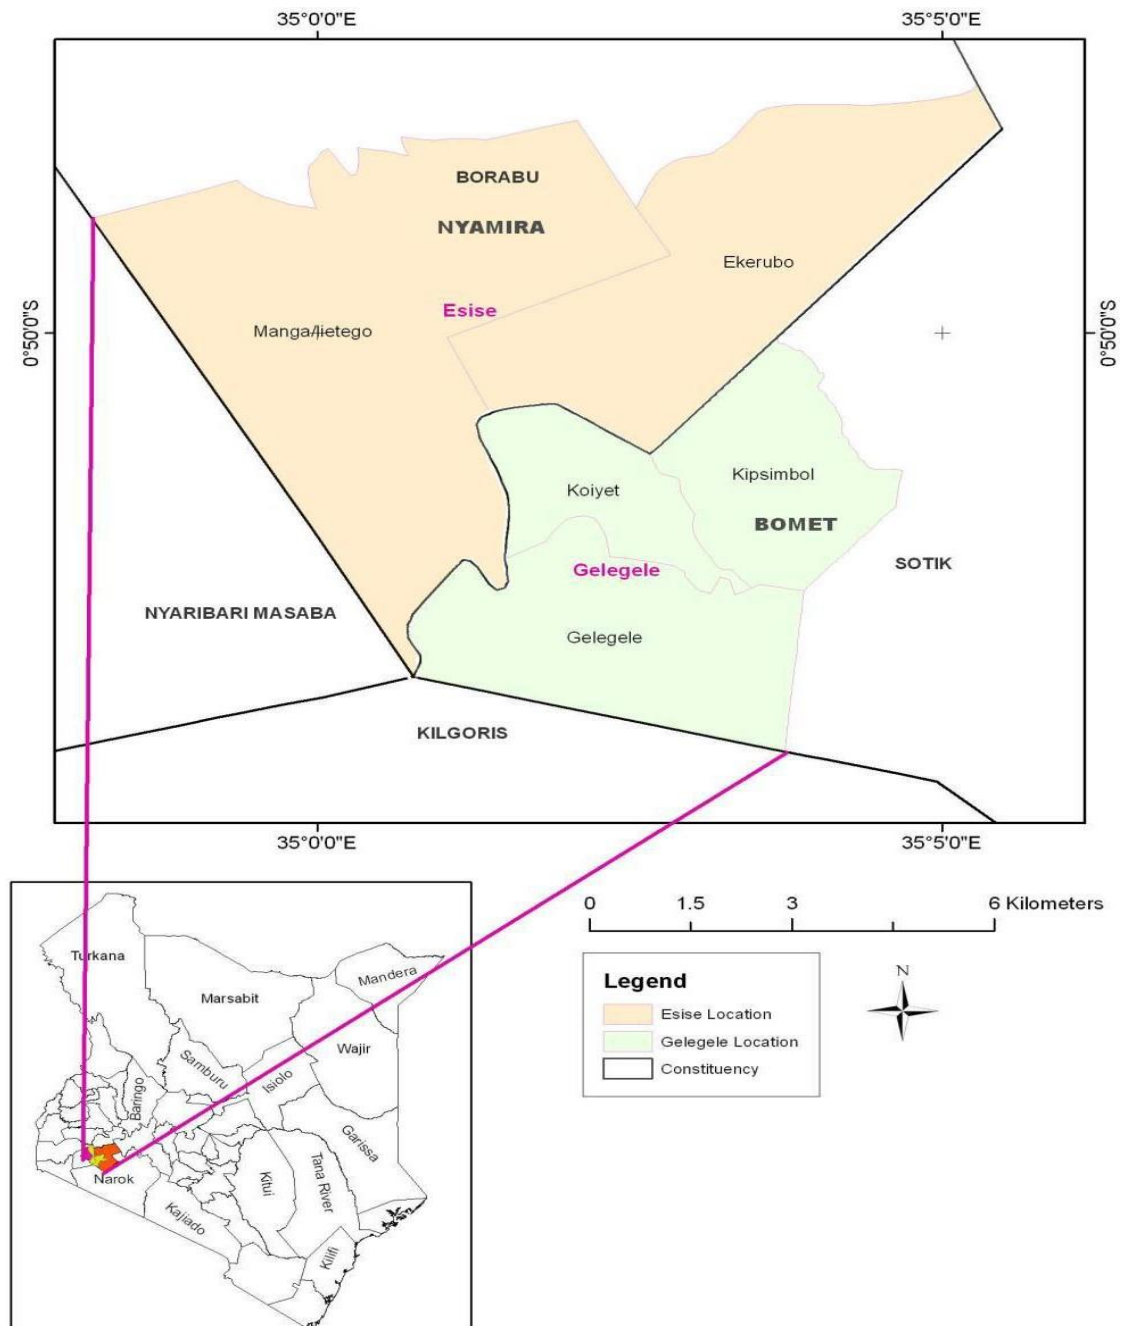 35°0'0"E
35°5'0"E
BORABU
NYAMIRA
Ekerubo
Esise
Manga/Iietego
0°50'0"S
0°50'0"S
Koiyet
Kipsimbol
BOMET
Gelegele
SOTIK
NYARIBARI MASABA
Gelegele
KILGORIS
35°0'0"E
35°5'0"E
0 1.5 3 6 Kilometers
Legend
Esise Location
Gelegele Location
Constituency
N
Turkana
Mandera
Marsabit
Wajir
Samburu
Isiolo
Baringo
Garissa
Narok
Kitui
Tana River
Kajiado
Kilifi